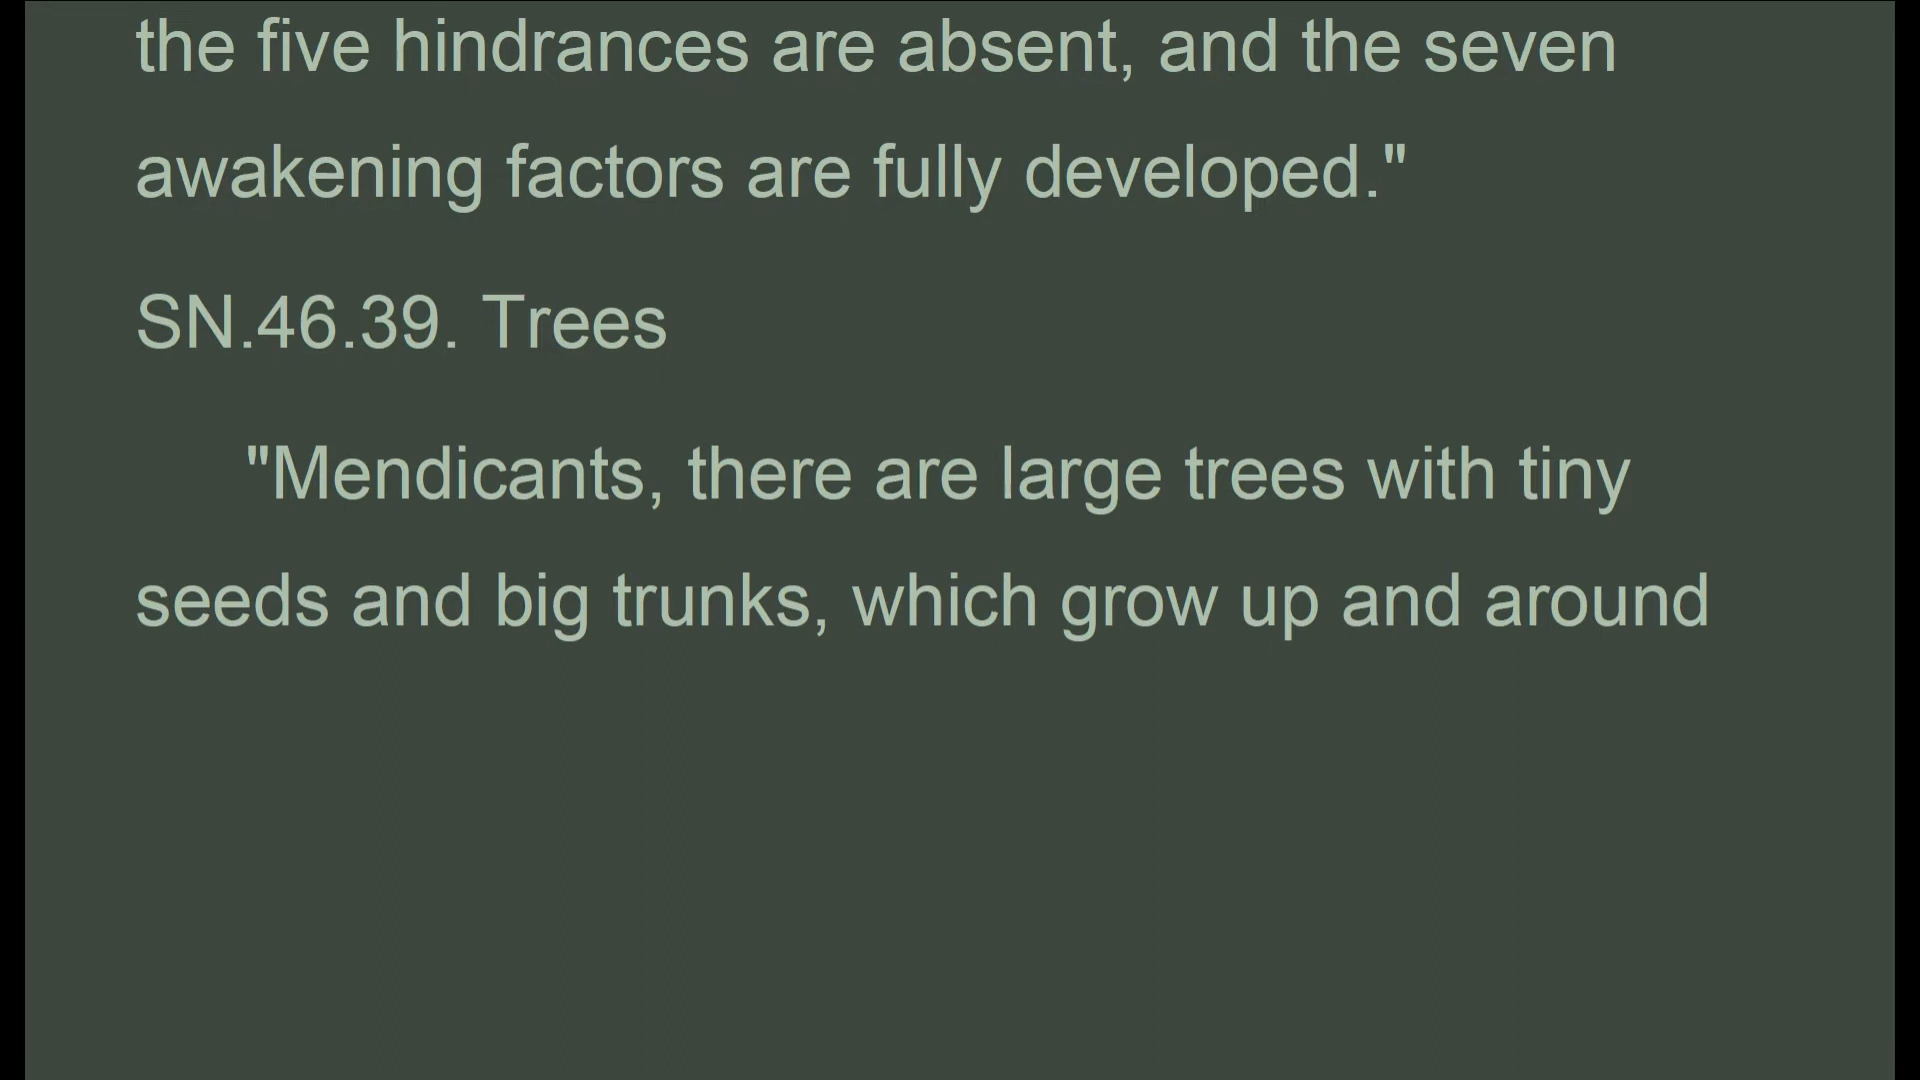 the five hindrances are absent, and the seven
awakening factors are fully developed."
SN.46.39. Trees
"Mendicants, there are large trees with tiny
seeds and big trunks, which grow up and around